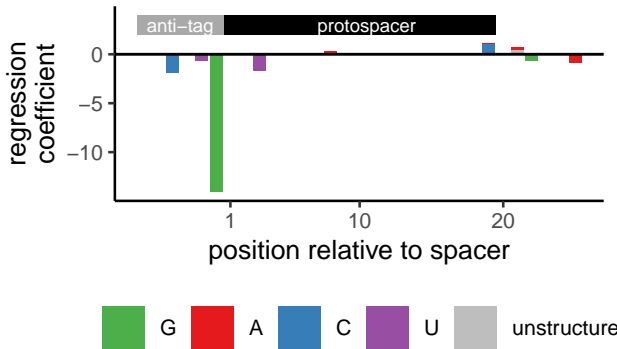 anti−tag protospacer
0
−5
−10
regression
coefficient
1 10 20
position relative to spacer
G A C U unstructure